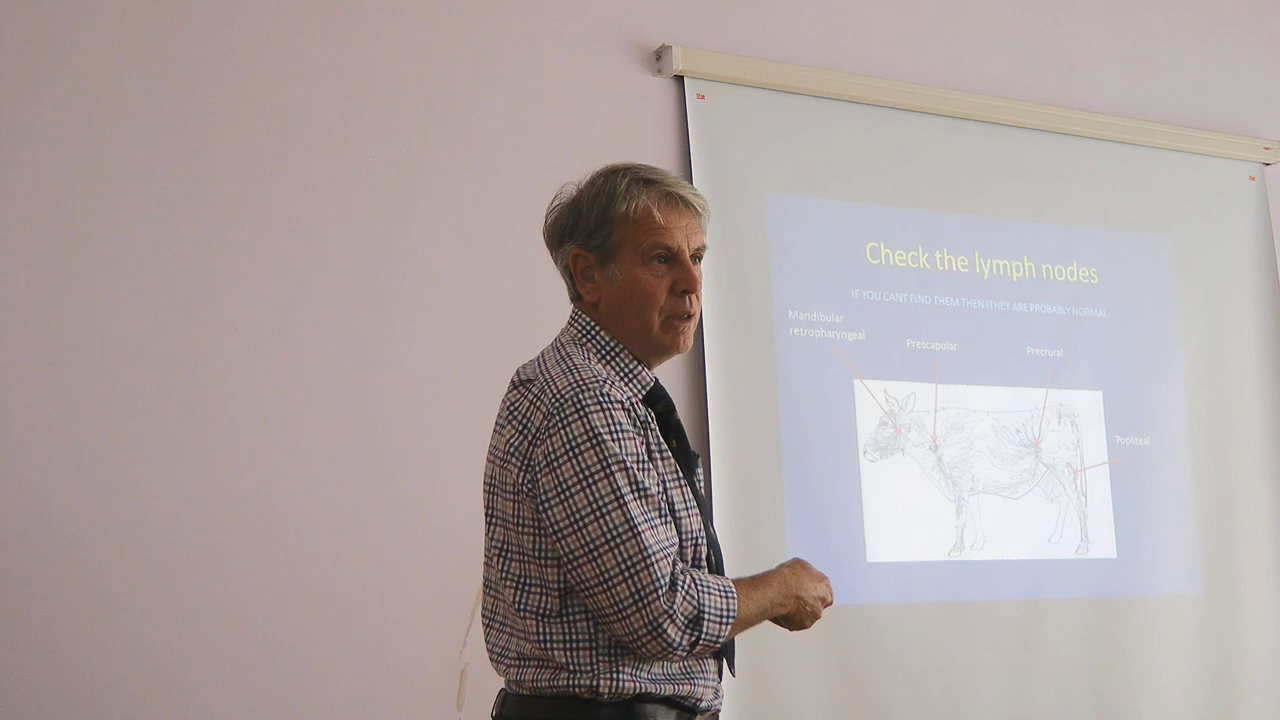 Check the lymph nodes
IF YOU CANT FIND THEM THEN THEY ARE PROBABLY NORMAL
Mandibular
retropharyngeal
Prescapular
Precrural
Popliteal